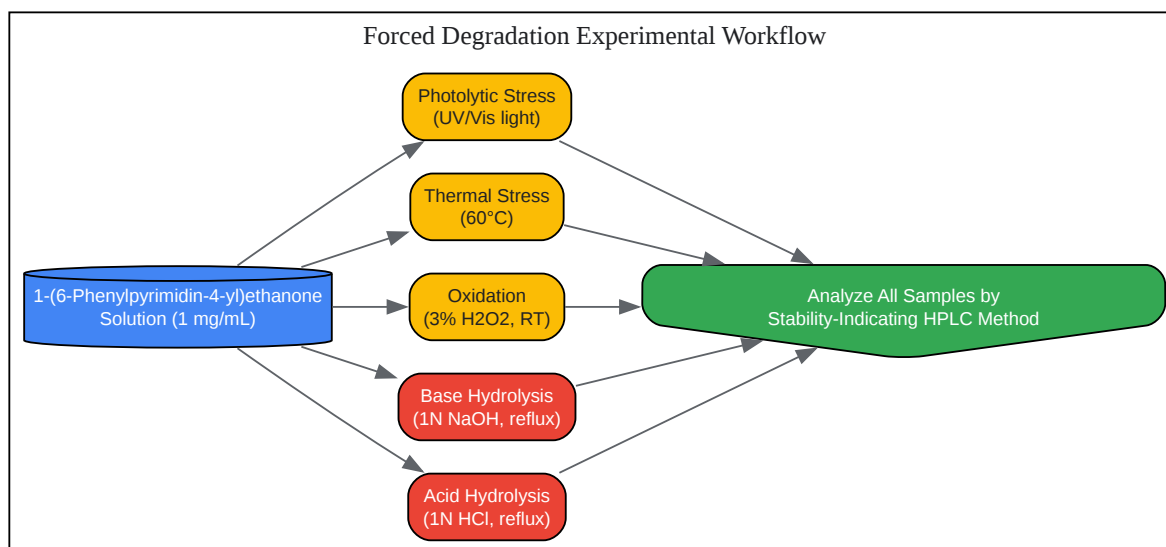 Forced Degradation Experimental Workflow
Photolytic Stress
(UV/Vis light)
Thermal Stress
(60°C)
1-(6-Phenylpyrimidin-4-yl)ethanone
Solution (1 mg/mL)
Oxidation
(3% H2O2, RT)
Analyze All Samples by
Stability-Indicating HPLC Method
Base Hydrolysis
(1N NaOH, reflux)
Acid Hydrolysis
(1N HCl, reflux)